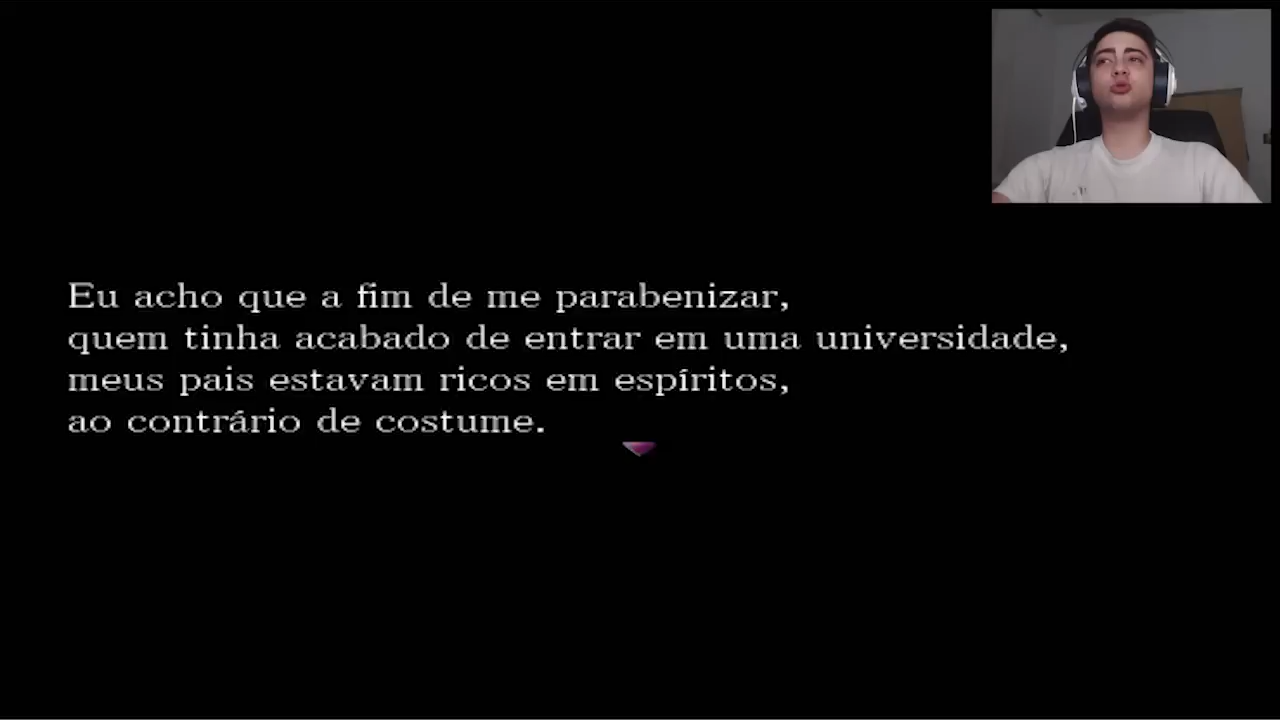 Eu acho que a fim de me parabenizar,
quem tinha acabado de entrar em uma universidade,
meus pais estavam ricos em espíritos,
ao contrário de costume.